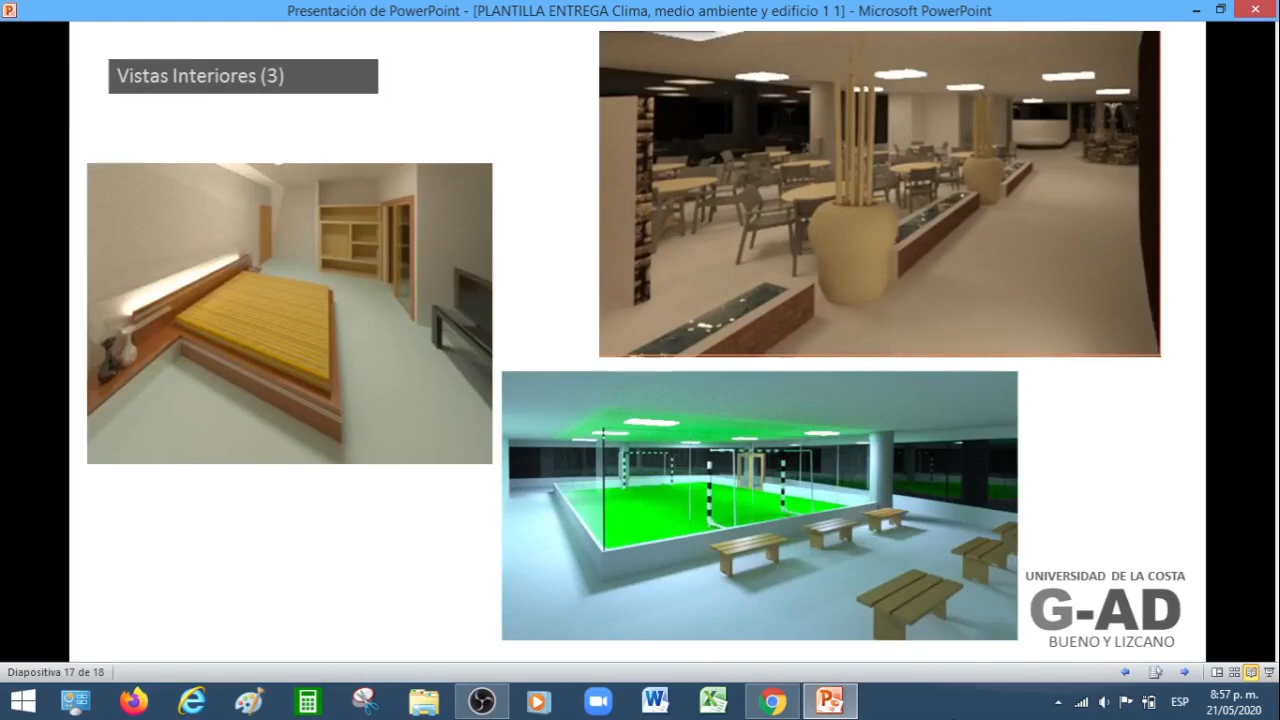 Presentación de PowerPoint - [PLANTILLA ENTREGA Clima, medio ambiente y edificio 1 1] - Microsoft PowerPoint
Vistas Interiores (3)
UNIVERSIDAD DE LA COSTA
G-AD
BUENO Y LIZCANO
Diapositiva 17 de 18
ESP
8:57 p. m.
21/05/2020